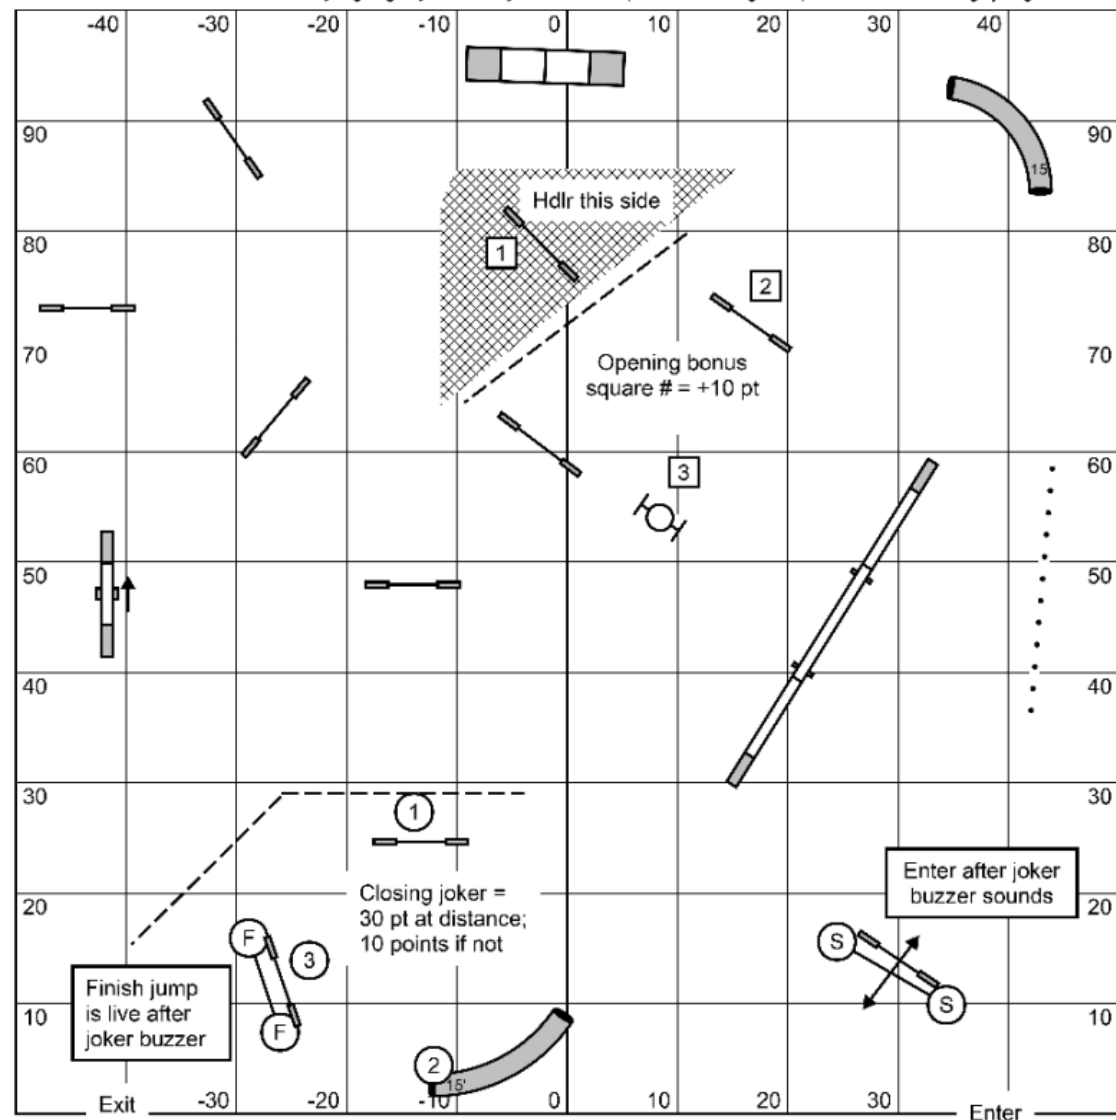 -40 -30 -20 -10 0 10 20 30 40
90 90
15'
Hdlr this side
80 80
1
2
70 70
Opening bonus
square # = +10 pt
60 60
3
50 50
40 40
30 30
1
Enter after joker
buzzer sounds
Closing joker =
30 pt at distance;
10 points if not
20 20
F
3
S
Finish jump
is live after
joker buzzer
10 10
F
S
2
15'
Exit -30 -20 -10 0 10 20 30 Enter